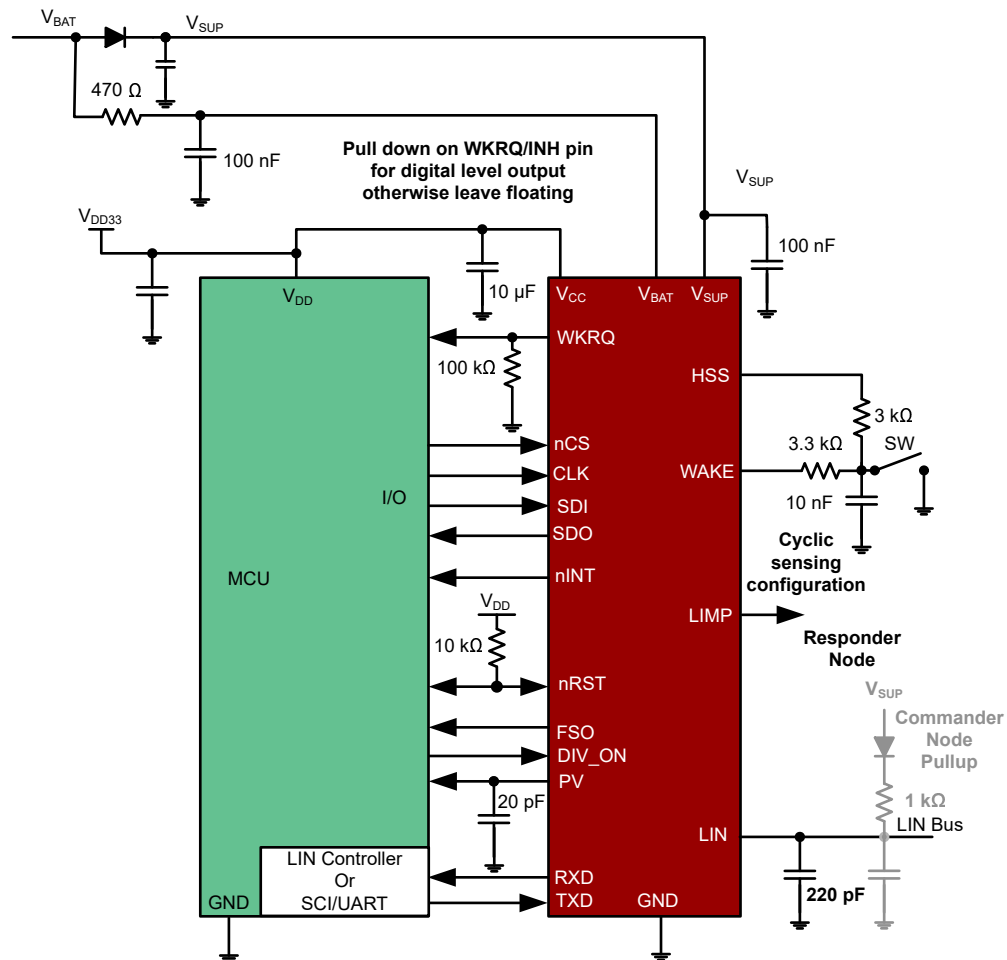 VBAT
VSUP
470 Ω
100 nF
Pull down on WKRQ/INH pin
for digital level output
otherwise leave floating
VSUP
100 nF
VDD33
10 µF
VDD
VCC
VBAT
VSUP
WKRQ
100 kΩ
HSS
3 kΩ
3.3 kΩ
SW
WAKE
10 nF
nCS
CLK
I/O
SDI
SDO
Cyclic
sensing
configuration
MCU
nINT
VDD
10 kΩ
LIMP
Responder
Node
nRST
VSUP
Commander
Node
Pullup
FSO
DIV_ON
PV
20 pF
1 kΩ
LIN Bus
LIN
LIN Controller
Or
SCI/UART
RXD
TXD
GND
GND
220 pF